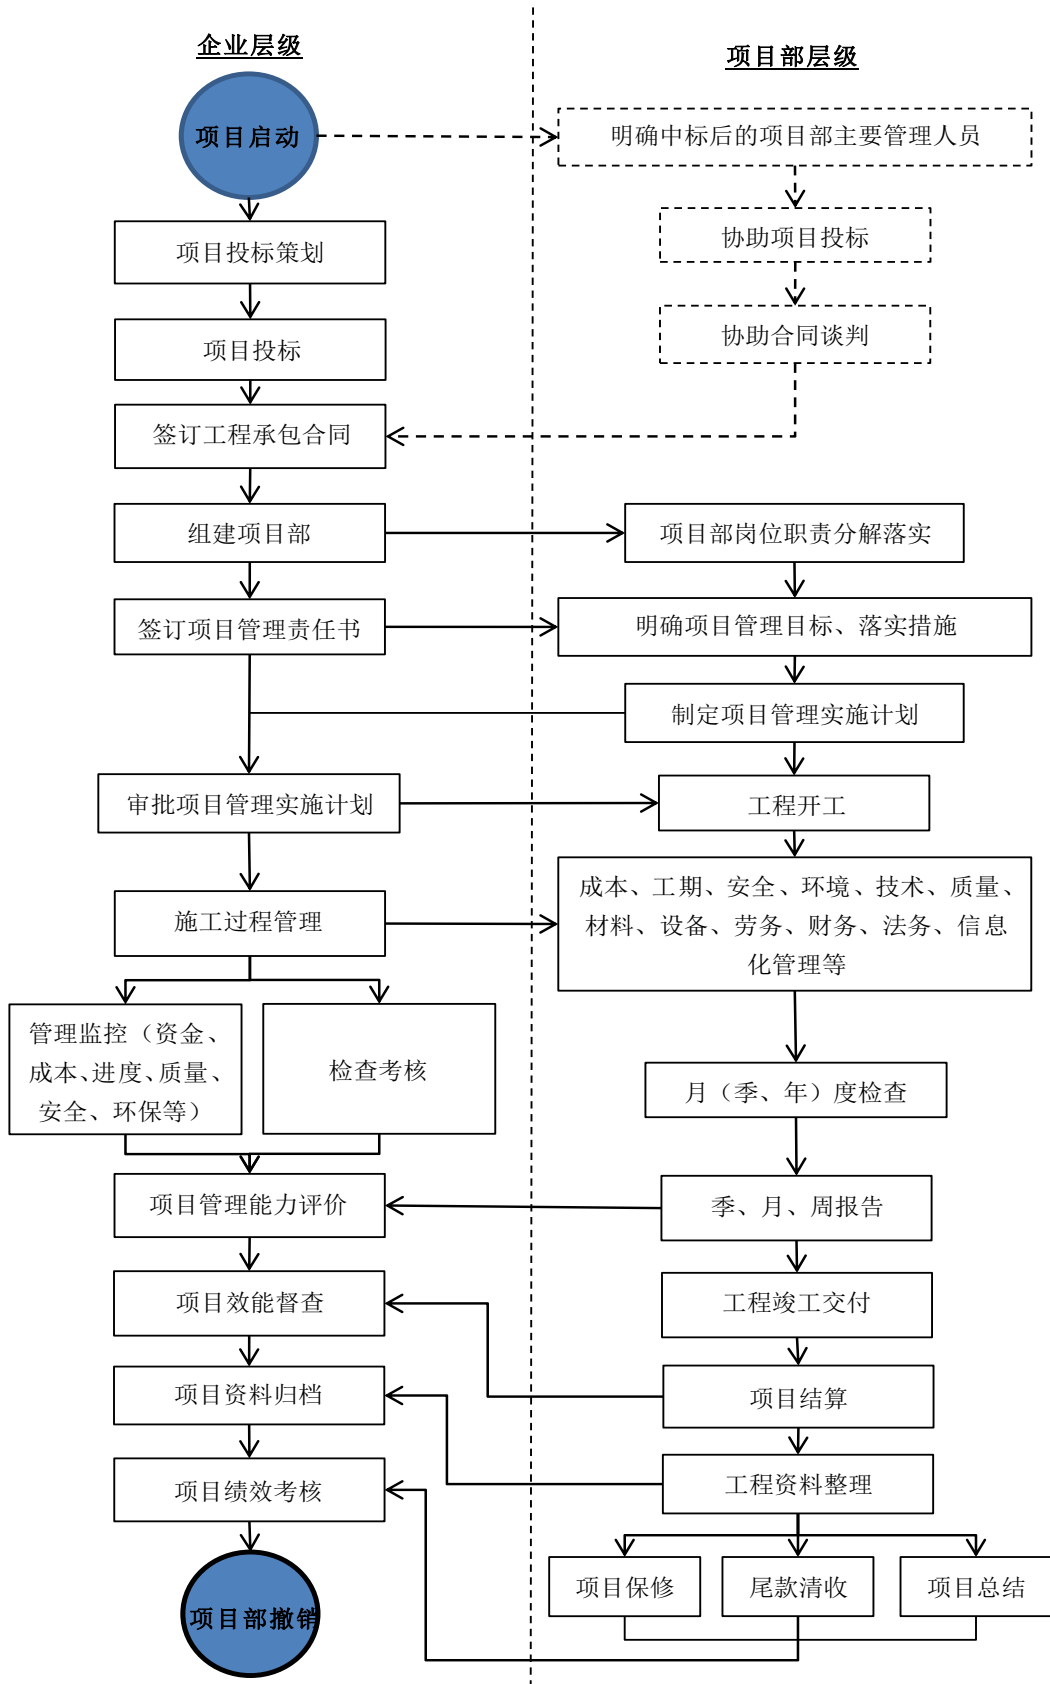 企业层级
项目部层级
项目启动
明确中标后的项目部主要管理人员
项目投标策划
协助项目投标
项目投标
协助合同谈判
签订工程承包合同
组建项目部
项目部岗位职责分解落实
签订项目管理责任书
明确项目管理目标、落实措施
制定项目管理实施计划
审批项目管理实施计划
工程开工
施工过程管理
成本、工期、安全、环境、技术、质量、
材料、设备、劳务、财务、法务、信息
化管理等
管理监控（资金、
成本、进度、质量、
安全、环保等）
检查考核
月（季、年）度检查
项目管理能力评价
季、月、周报告
项目效能督查
工程竣工交付
项目资料归档
项目结算
项目绩效考核
工程资料整理
项目保修
尾款清收
项目总结
项目部撤销